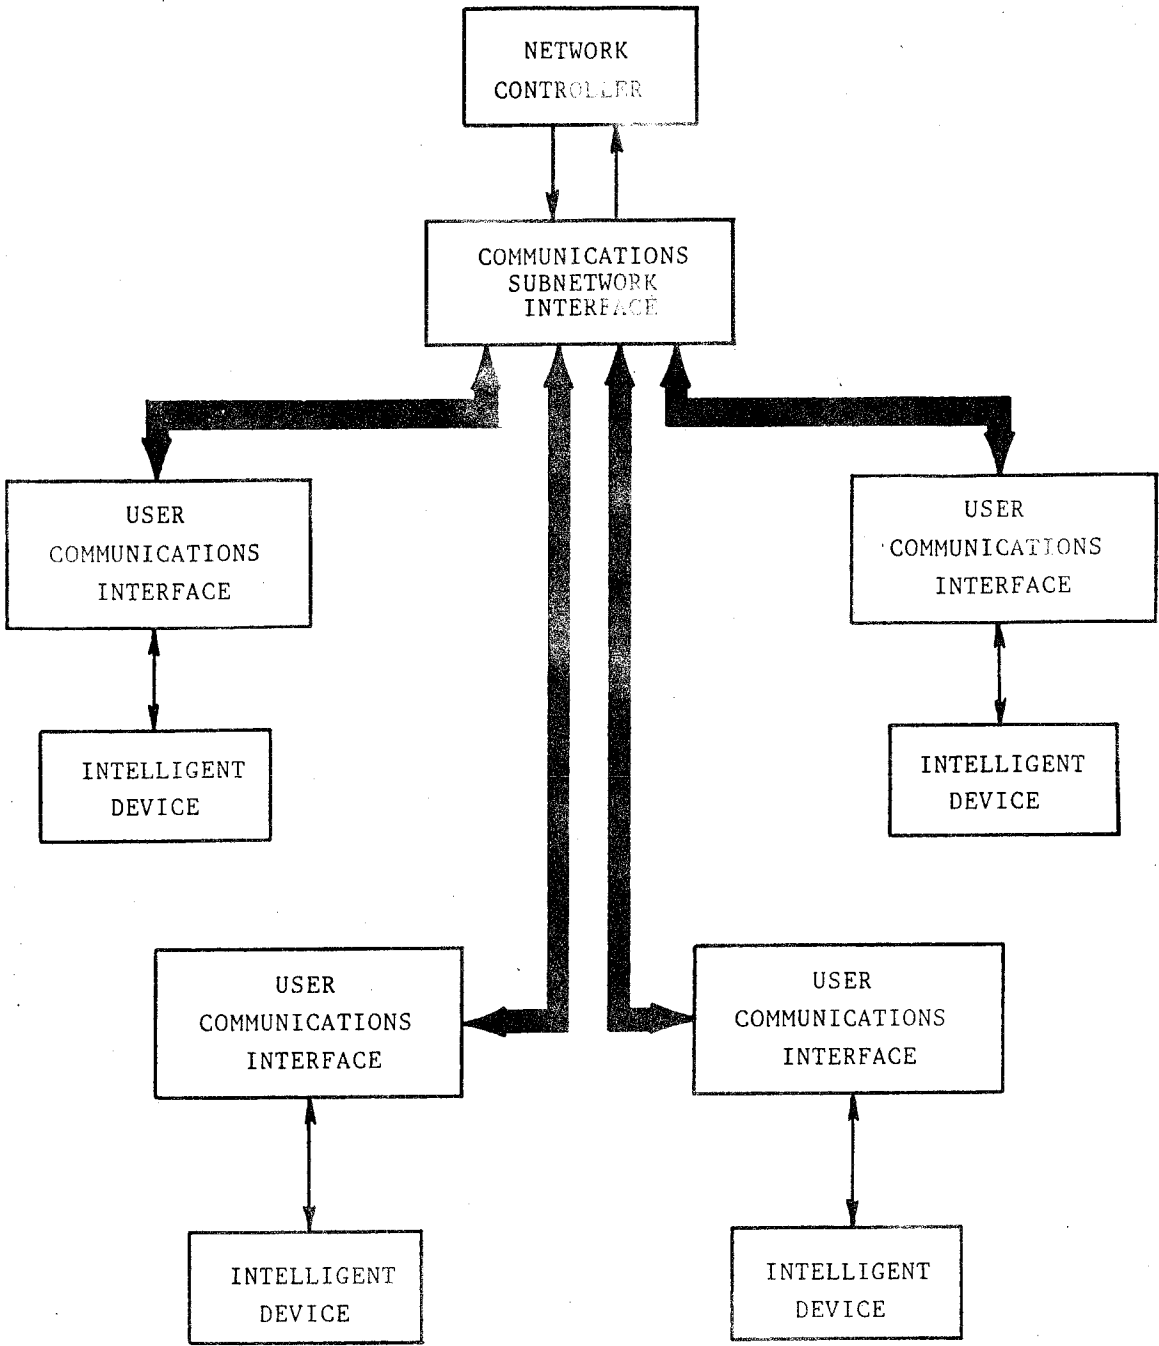 NETWORK
CONTROLLER
COMMUNICATIONS
SUBNETWORK
INTERFACE
USER
COMMUNICATIONS
INTERFACE
USER
COMMUNICATIONS
INTERFACE
INTELLIGENT
DEVICE
INTELLIGENT
DEVICE
USER
COMMUNICATIONS
INTERFACE
USER
COMMUNICATIONS
INTERFACE
INTELLIGENT
DEVICE
INTELLIGENT
DEVICE